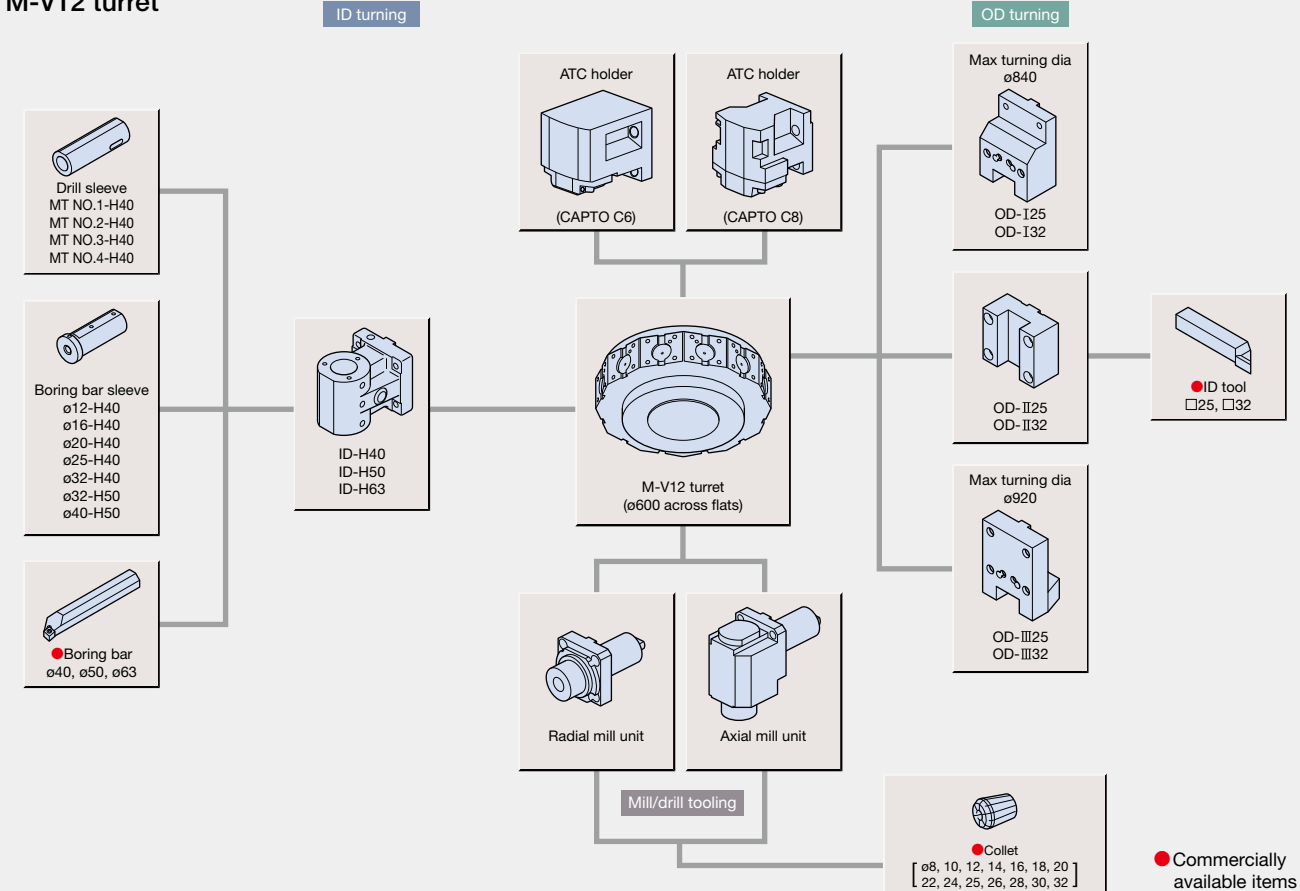 M-V12 turret
ID turning
OD turning
Drill sleeve
MT NO.1-H40
MT NO.2-H40
MT NO.3-H40
MT NO.4-H40
Boring bar sleeve
ø12-H40
ø16-H40
ø20-H40
ø25-H40
ø32-H40
ø32-H50
ø40-H50
●Boring bar
ø40, ø50, ø63
ID-H40
ID-H50
ID-H63
ATC holder
(CAPTO C6)
ATC holder
(CAPTO C8)
M-V12 turret
(ø600 across flats)
Radial mill unit
Axial mill unit
Mill/drill tooling
Max turning dia
ø840
OD-Ⅰ25
OD-Ⅰ32
OD-Ⅱ25
OD-Ⅱ32
Max turning dia
ø920
OD-Ⅲ25
OD-Ⅲ32
●ID tool
□25, □32
●Collet
[ø8, 10, 12, 14, 16, 18, 20
22, 24, 25, 26, 28, 30, 32]
●Commercially
available items